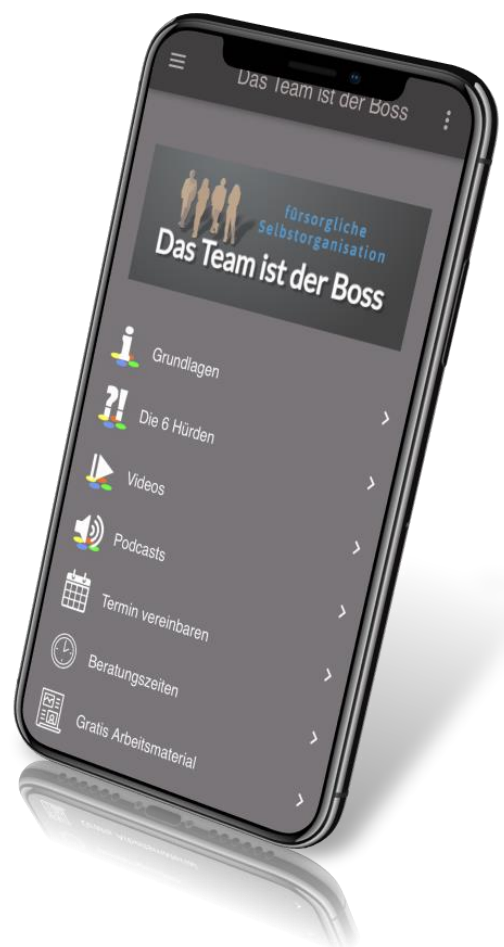 Das Team ist der Boss
fürsorgliche
Selbstorganisation
Das Team ist der Boss
Grundlagen
Die 6 Hürden
Videos
Podcasts
Termin vereinbaren
Beratungszeiten
Gratis Arbeitsmaterial